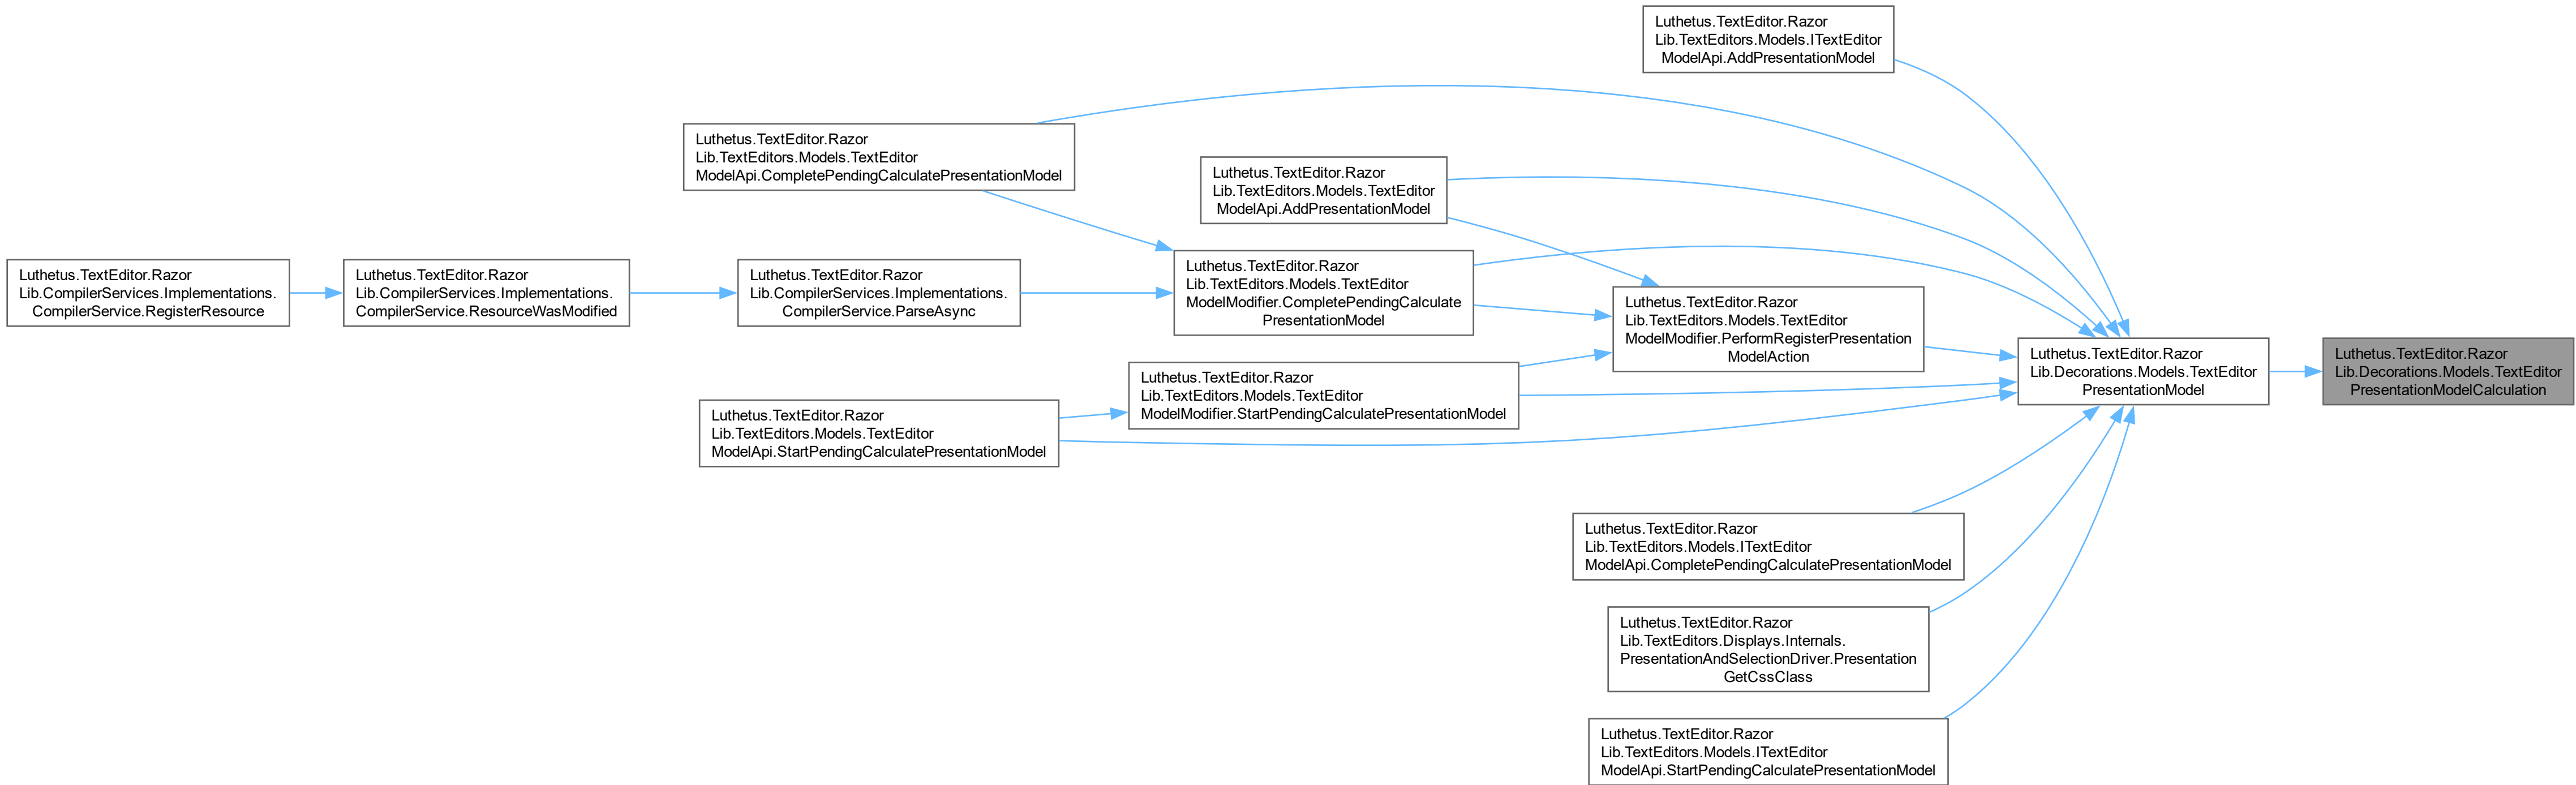 Luthetus.TextEditor.Razor
Lib.TextEditors.Models.ITextEditor
ModelApi.AddPresentationModel
Luthetus.TextEditor.Razor
Lib.TextEditors.Models.TextEditor
ModelApi.CompletePendingCalculatePresentationModel
Luthetus.TextEditor.Razor
Lib.TextEditors.Models.TextEditor
ModelApi.AddPresentationModel
Luthetus.TextEditor.Razor
Lib.CompilerServices.Implementations.
CompilerService.RegisterResource
Luthetus.TextEditor.Razor
Lib.CompilerServices.Implementations.
CompilerService.ResourceWasModified
Luthetus.TextEditor.Razor
Lib.CompilerServices.Implementations.
CompilerService.ParseAsync
Luthetus.TextEditor.Razor
Lib.TextEditors.Models.TextEditor
ModelModifier.CompletePendingCalculate
PresentationModel
Luthetus.TextEditor.Razor
Lib.TextEditors.Models.TextEditor
ModelModifier.PerformRegisterPresentation
ModelAction
Luthetus.TextEditor.Razor
Lib.Decorations.Models.TextEditor
PresentationModel
Luthetus.TextEditor.Razor
Lib.Decorations.Models.TextEditor
PresentationModelCalculation
Luthetus.TextEditor.Razor
Lib.TextEditors.Models.TextEditor
ModelModifier.StartPendingCalculatePresentationModel
Luthetus.TextEditor.Razor
Lib.TextEditors.Models.TextEditor
ModelApi.StartPendingCalculatePresentationModel
Luthetus.TextEditor.Razor
Lib.TextEditors.Models.ITextEditor
ModelApi.CompletePendingCalculatePresentationModel
Luthetus.TextEditor.Razor
Lib.TextEditors.Displays.Internals.
PresentationAndSelectionDriver.Presentation
GetCssClass
Luthetus.TextEditor.Razor
Lib.TextEditors.Models.ITextEditor
ModelApi.StartPendingCalculatePresentationModel